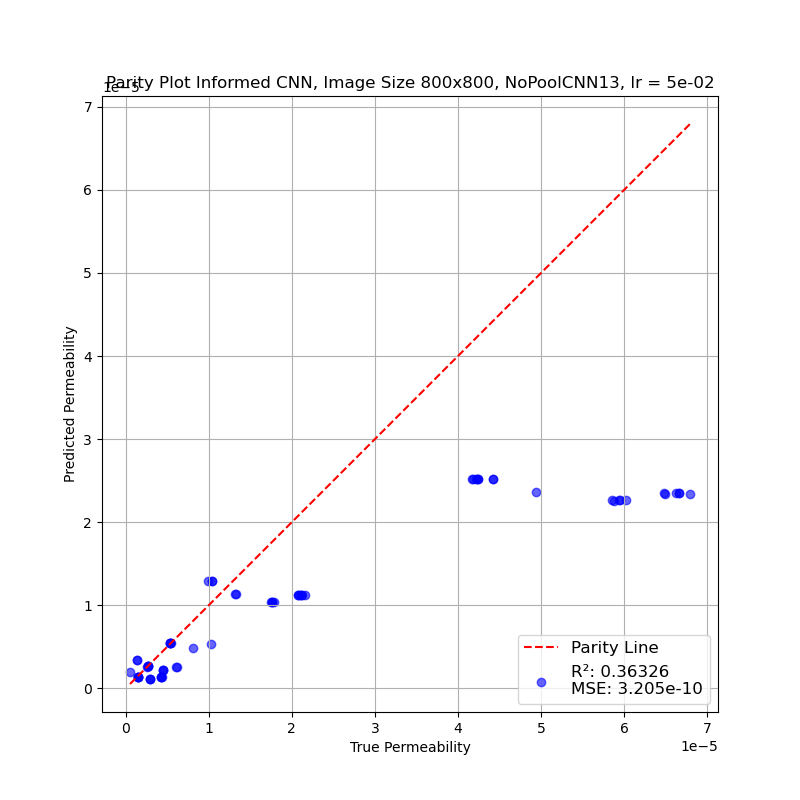 Parity Plot Informed CNN, Image Size 800x800, NoPoolCNN13, lr = 5e-02
1e−5
7
6
5
4
3
2
1
0
Predicted Permeability
Parity Line
R²: 0.36326
MSE: 3.205e-10
0 1 2 3 4 5 6 7
True Permeability
1e−5